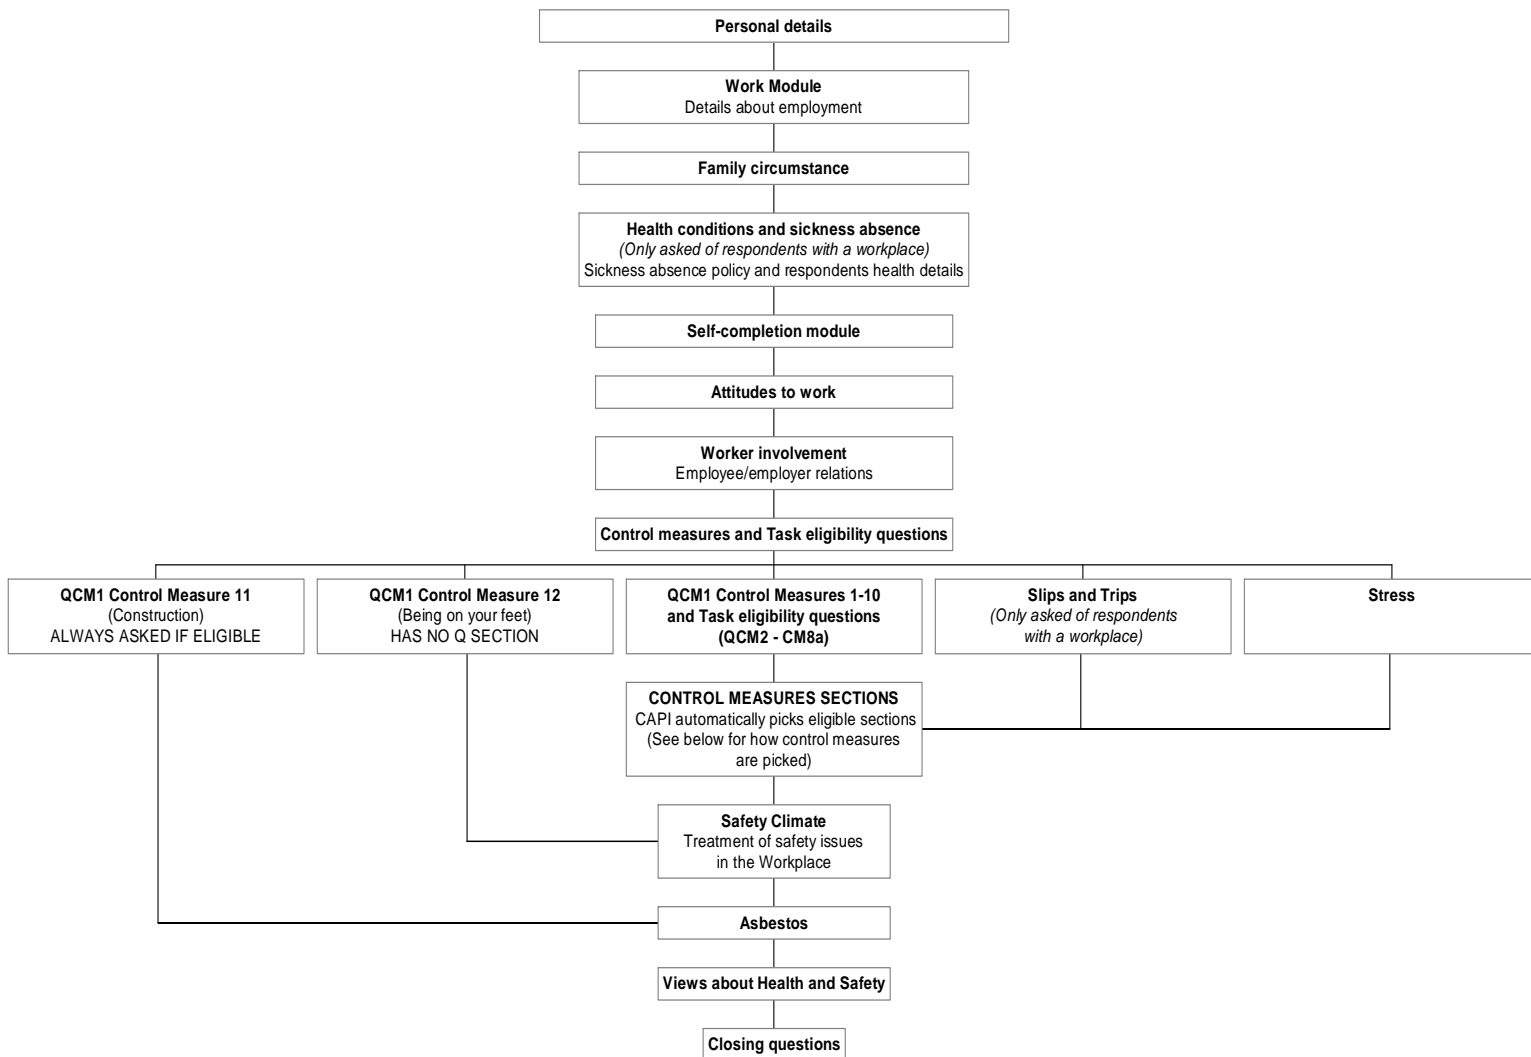 Personal details
Work Module
Details about employment
Family circumstance
Health conditions and sickness absence
(Only asked of respondents with a workplace)
Sickness absence policy and respondents health details
Self-completion module
Attitudes to work
Worker involvement
Employee/employer relations
Control measures and Task eligibility questions
QCM1 Control Measure 11
(Construction)
ALWAYS ASKED IF ELIGIBLE
QCM1 Control Measure 12
(Being on your feet)
HAS NO Q SECTION
QCM1 Control Measures 1-10
and Task eligibility questions
(QCM2 - CM8a)
Slips and Trips
(Only asked of respondents
with a workplace)
Stress
CONTROL MEASURES SECTIONS
CAPI automatically picks eligible sections
(See below for how control measures
are picked)
Safety Climate
Treatment of safety issues
in the Workplace
Asbestos
Views about Health and Safety
Closing questions